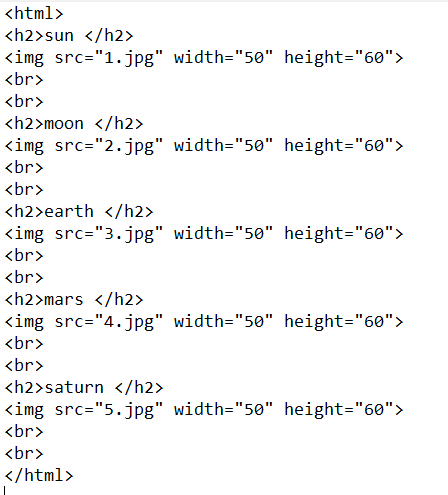 <html>
<h2>sun </h2>
<img src="1.jpg" width="50" height="60">
<br>
<br>
<h2>moon </h2>
<img src="2.jpg" width="50" height="60">
<br>
<br>
<h2>earth </h2>
<img src="3.jpg" width="50" height="60">
<br>
<br>
<h2>mars </h2>
<img src="4.jpg" width="50" height="60">
<br>
<br>
<h2>saturn </h2>
<img src="5.jpg" width="50" height="60">
<br>
<br>
</html>